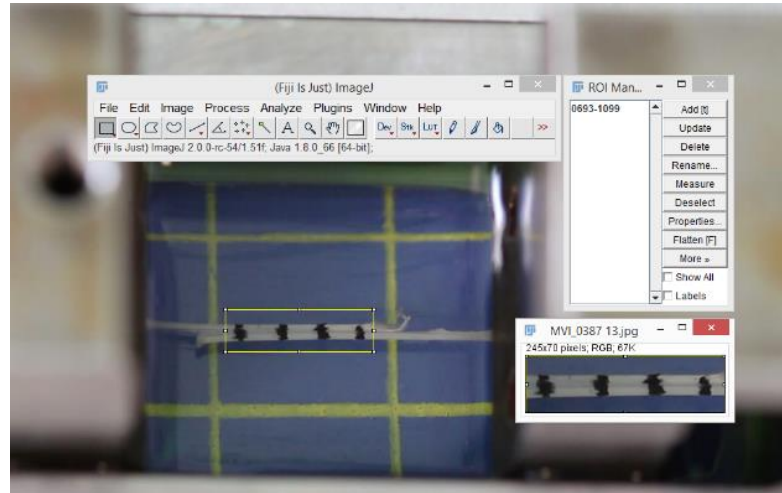 (Fiji Is Just) ImageJ
File Edit Image Process Analyze Plugins Window Help
A Dev Stk LUT >>
(Fiji Is Just) ImageJ 2.0.0-rc-54/1.51f; Java 1.8.0_66 [64-bit];
ROI Man...
0693-1099
Add [t]
Update
Delete
Rename...
Measure
Deselect
Properties...
Flatten [F]
More »
Show All
Labels
MVI_0387 13.jpg
245x70 pixels; RGB; 67K